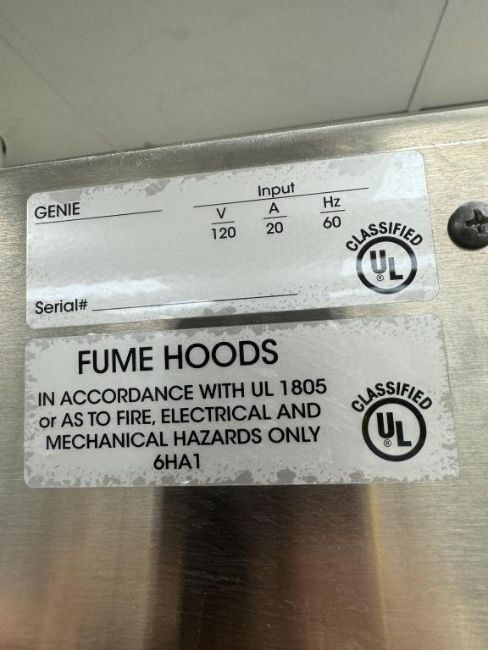 GENIE
Input
V A Hz
120 20 60
CLASSIFIED
UL
®
Serial#
FUME HOODS
IN ACCORDANCE WITH UL 1805
or AS TO FIRE, ELECTRICAL AND
MECHANICAL HAZARDS ONLY
6HA1
CLASSIFIED
UL
®